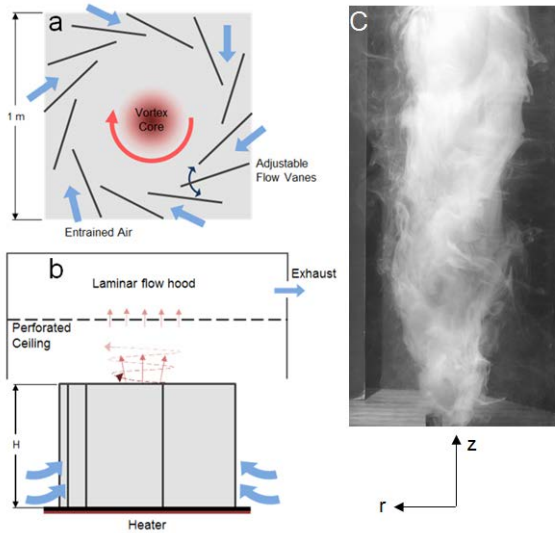 a
1 m
Vortex
Core
Adjustable
Flow Vanes
Entrained Air
b
Laminar flow hood
Exhaust
Perforated
Ceiling
H
Heater
C
z
r